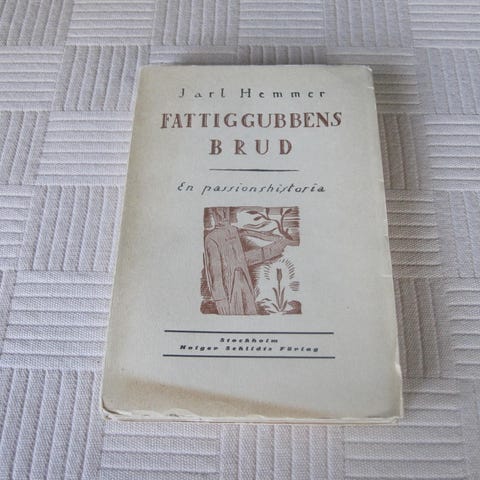 Jarl Hemmer
FATTIGGUBBENS
BRUD
En passionshistoria
Stockholm
Holger Schildts Förlag